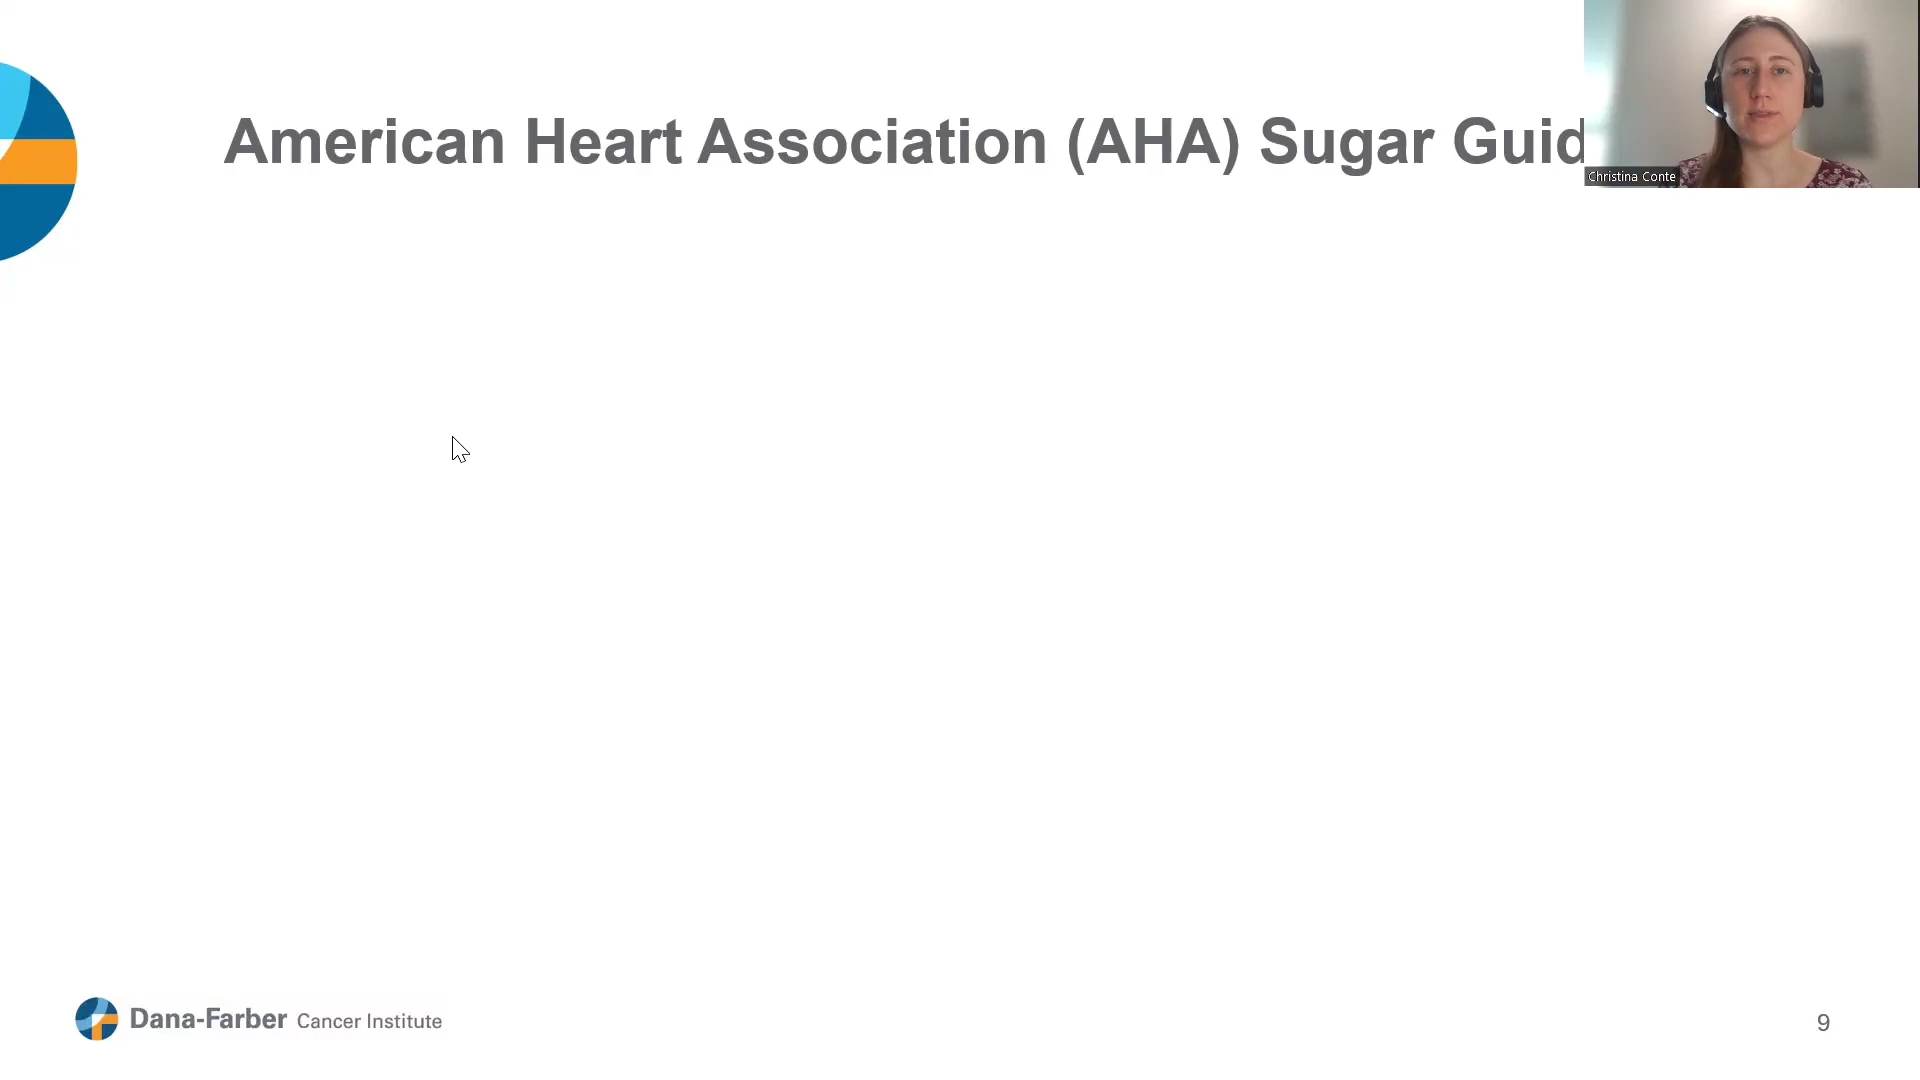 American Heart Association (AHA) Sugar Guid
Christina Conte
Dana-Farber Cancer Institute
9